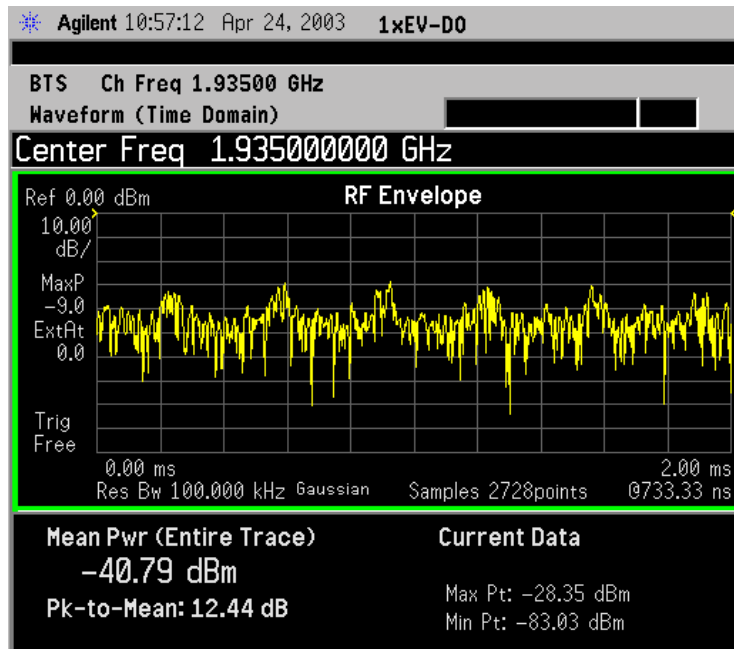 Agilent 10:57:12 Apr 24, 2003 1xEV-DO
BTS Ch Freq 1.93500 GHz
Waveform (Time Domain)
Center Freq 1.935000000 GHz
Ref 0.00 dBm RF Envelope
10.00
dB/
MaxP
-9.0
ExtAt
0.0
Trig
Free
0.00 ms 2.00 ms
Res Bw 100.000 kHz Gaussian Samples 2728points @733.33 ns
Mean Pwr (Entire Trace) Current Data
-40.79 dBm
Max Pt: -28.35 dBm
Pk-to-Mean: 12.44 dB
Min Pt: -83.03 dBm